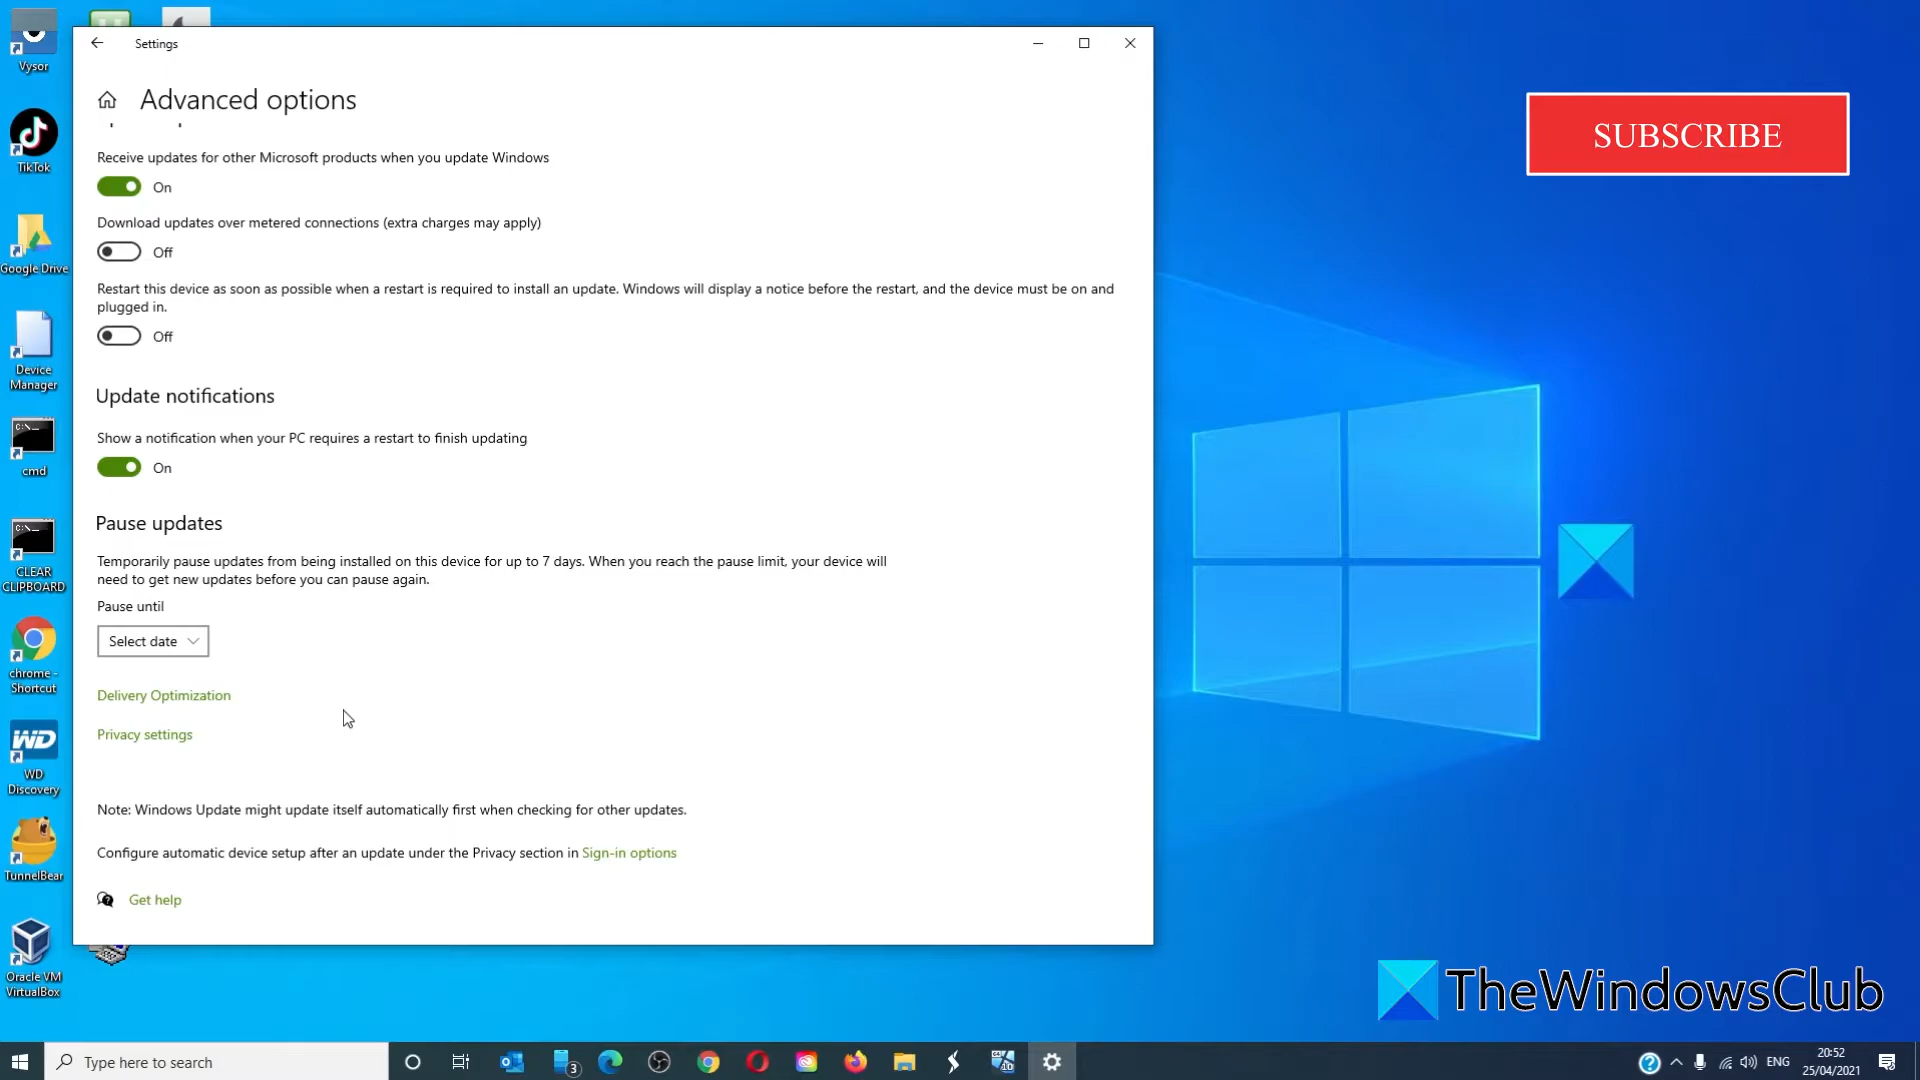 Settings
Advanced options
Receive updates for other Microsoft products when you update Windows
On
Download updates over metered connections (extra charges may apply)
Off
Restart this device as soon as possible when a restart is required to install an update. Windows will display a notice before the restart, and the device must be on and
plugged in.
Off
Update notifications
Show a notification when your PC requires a restart to finish updating
On
Pause updates
Temporarily pause updates from being installed on this device for up to 7 days. When you reach the pause limit, your device will
need to get new updates before you can pause again.
Pause until
Select date
Delivery Optimization
Privacy settings
Note: Windows Update might update itself automatically first when checking for other updates.
Configure automatic device setup after an update under the Privacy section in Sign-in options
Get help
Vysor
TikTok
Google Drive
Device
Manager
C:\_
cmd
C:\_
CLEAR
CLIPBOARD
chrome -
Shortcut
WD
WD
Discovery
TunnelBear
Oracle VM
VirtualBox
SUBSCRIBE
TheWindowsClub
Type here to search
3
10
ENG
20:52
25/04/2021